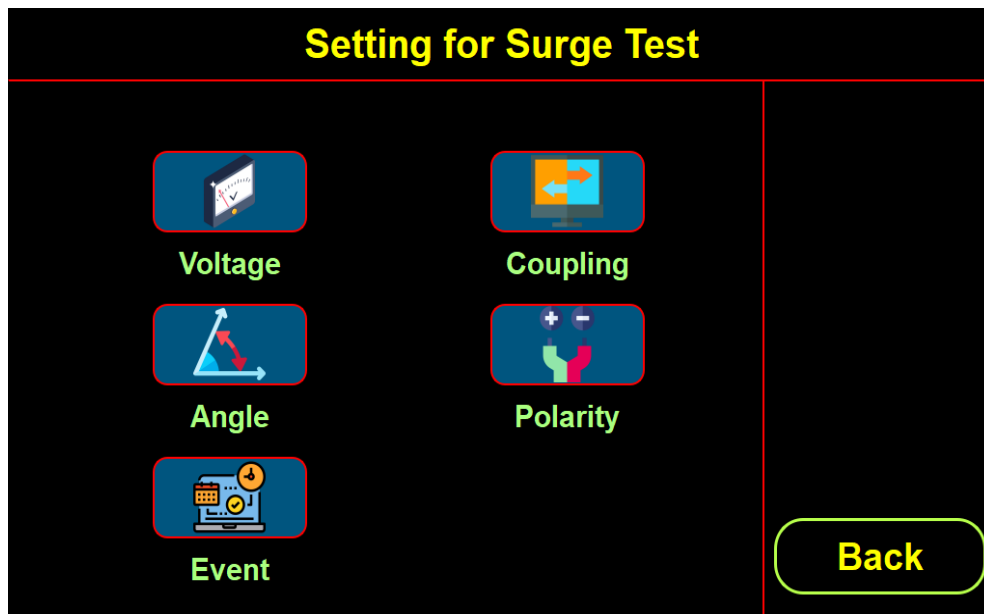 Setting for Surge Test
Voltage
Coupling
Angle
Polarity
Event
Back